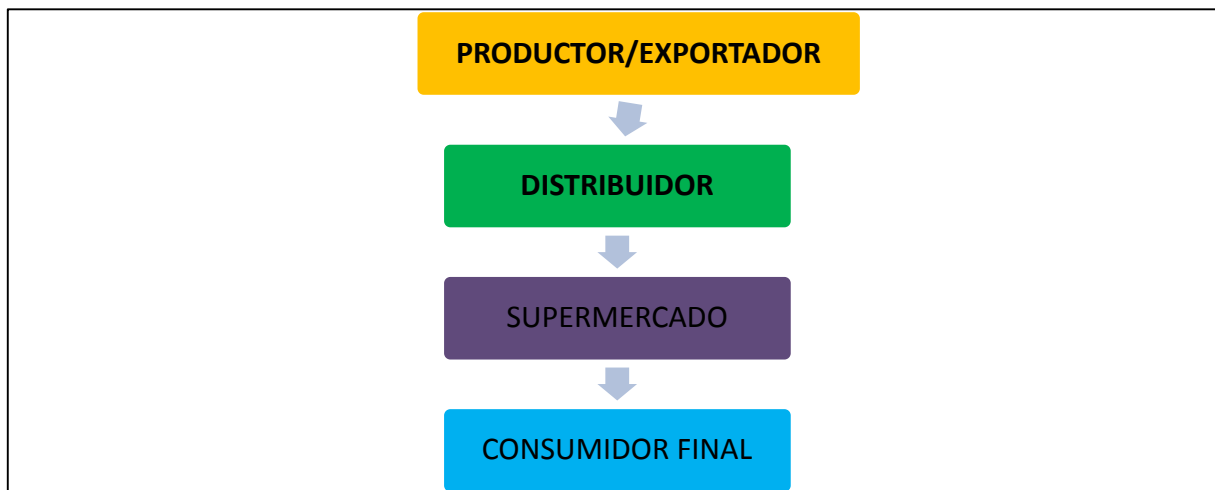 PRODUCTOR/EXPORTADOR
DISTRIBUIDOR
SUPERMERCADO
CONSUMIDOR FINAL